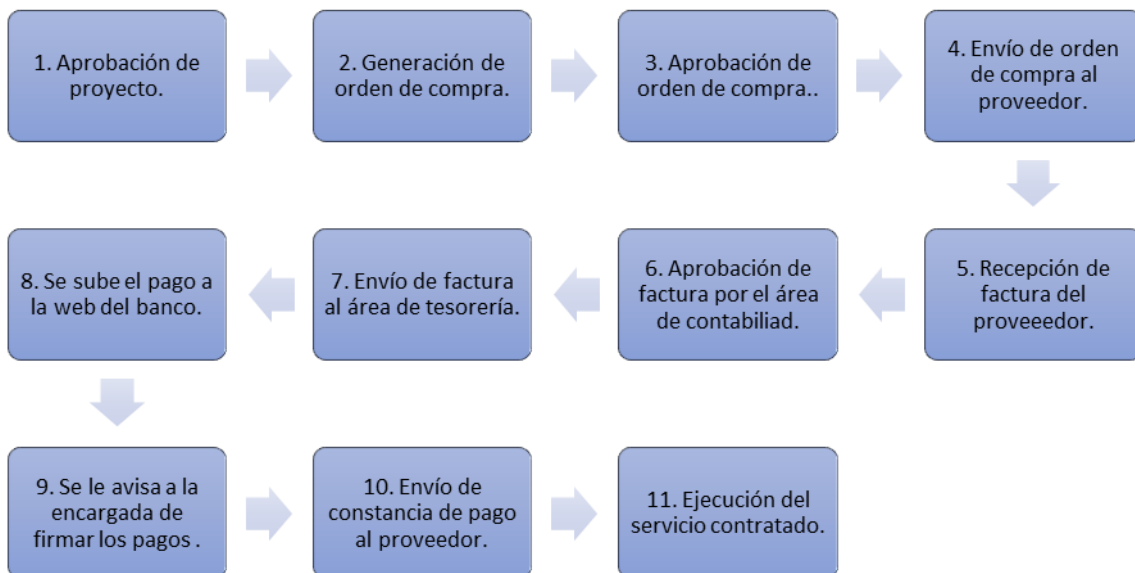 1. Aprobación de
proyecto.
2. Generación de
orden de compra.
3. Aprobación de
orden de compra..
4. Envío de orden
de compra al
proveedor.
5. Recepción de
factura del
proveeedor.
6. Aprobación de
factura por el área
de contabiliad.
7. Envío de factura
al área de tesorería.
8. Se sube el pago a
la web del banco.
9. Se le avisa a la
encargada de
firmar los pagos .
10. Envío de
constancia de pago
al proveedor.
11. Ejecución del
servicio contratado.